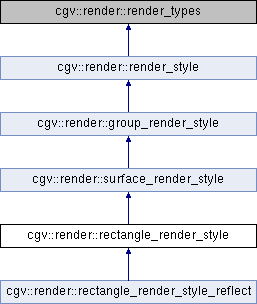 cgv::render::render_types
cgv::render::render_style
cgv::render::group_render_style
cgv::render::surface_render_style
cgv::render::rectangle_render_style
cgv::render::rectangle_render_style_reflect